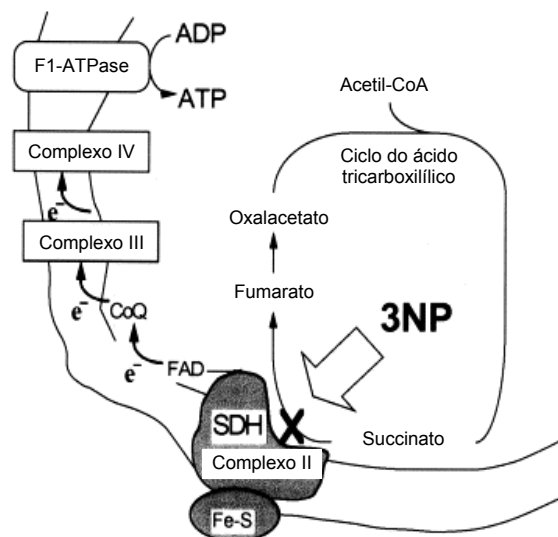 ADP
F1-ATPase
ATP
Acetil-CoA
Complexo IV
Ciclo do ácido
tricarboxilílico
e⁻
Oxalacetato
Complexo III
Fumarato
3NP
e⁻
CoQ
e⁻
FAD
SDH
X
Succinato
Complexo II
Fe-S